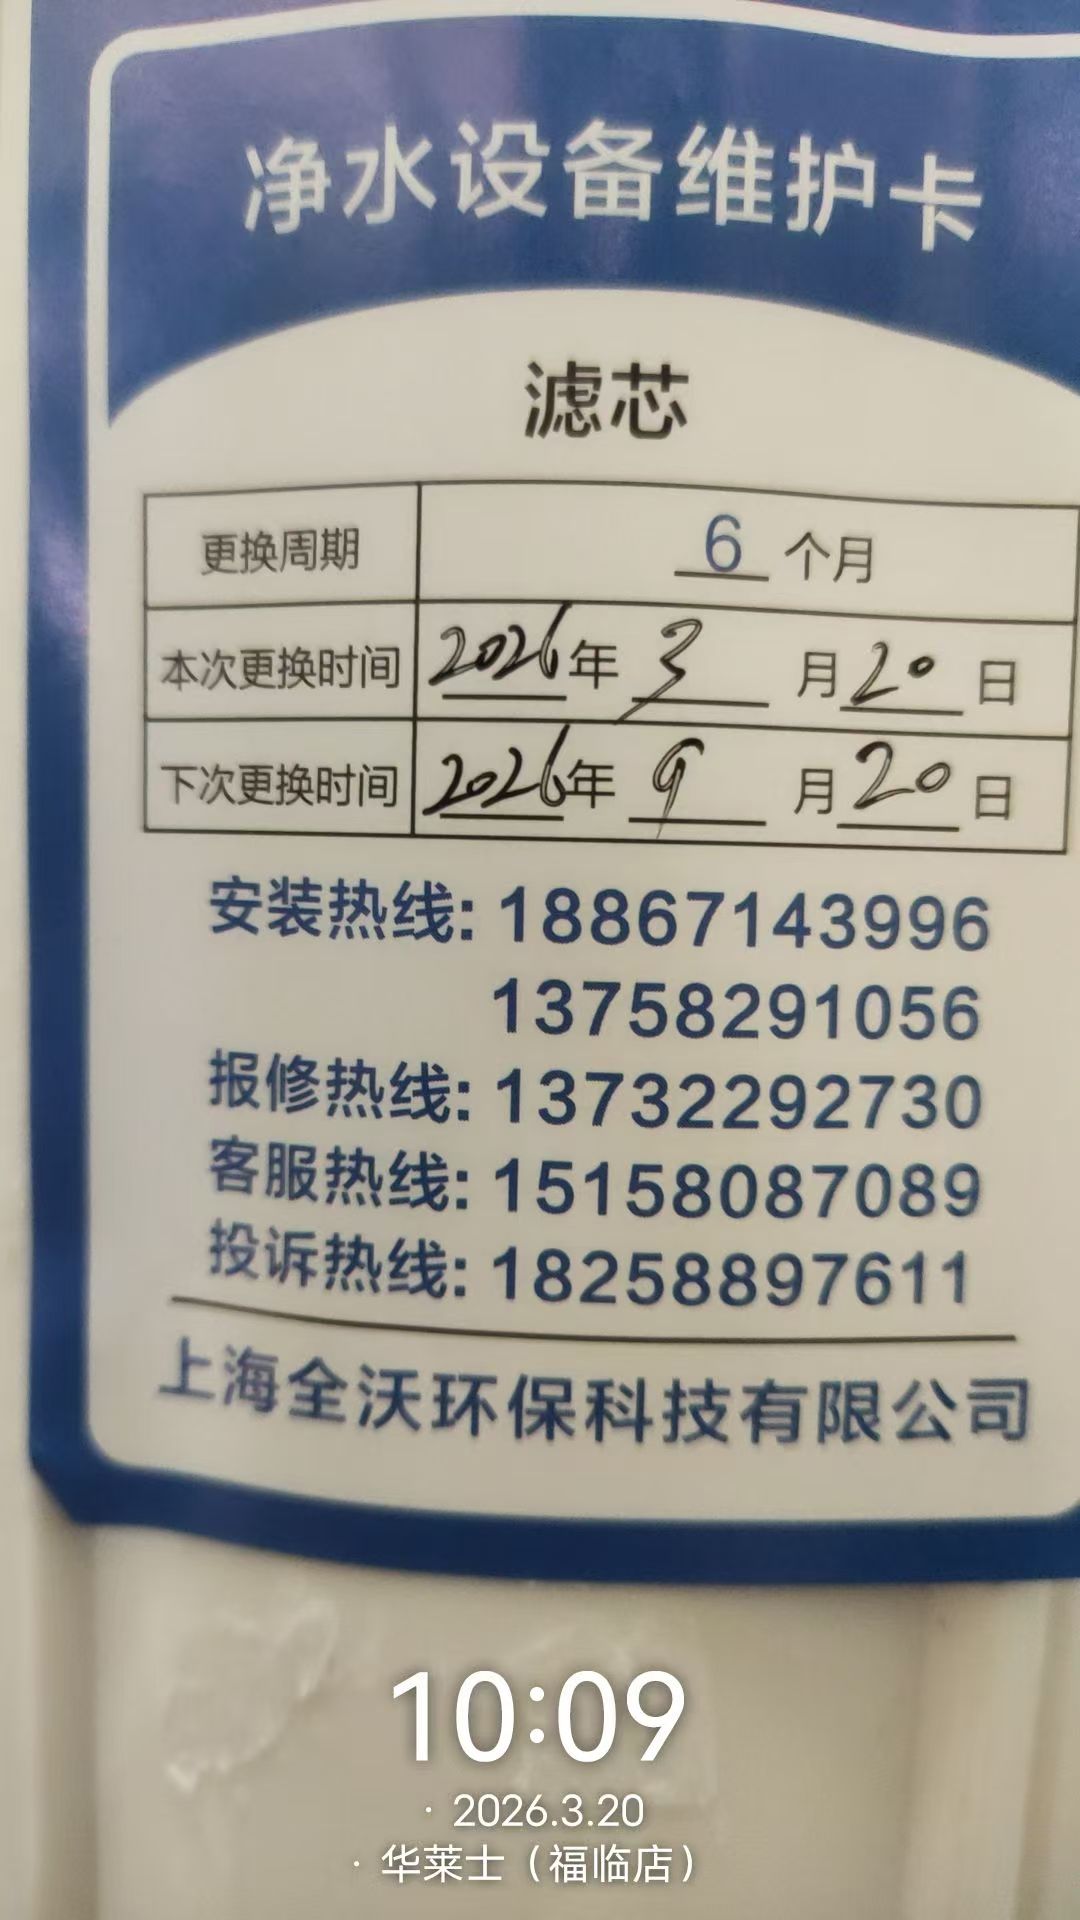 净水设备维护卡
滤芯
更换周期 6 个月
本次更换时间 2026年 3 月 20 日
下次更换时间 2026年 9 月 20 日
安装热线: 18867143996
13758291056
报修热线: 13732292730
客服热线: 15158087089
投诉热线: 18258897611
上海全沃环保科技有限公司
10:09
· 2026.3.20
· 华莱士（福临店）